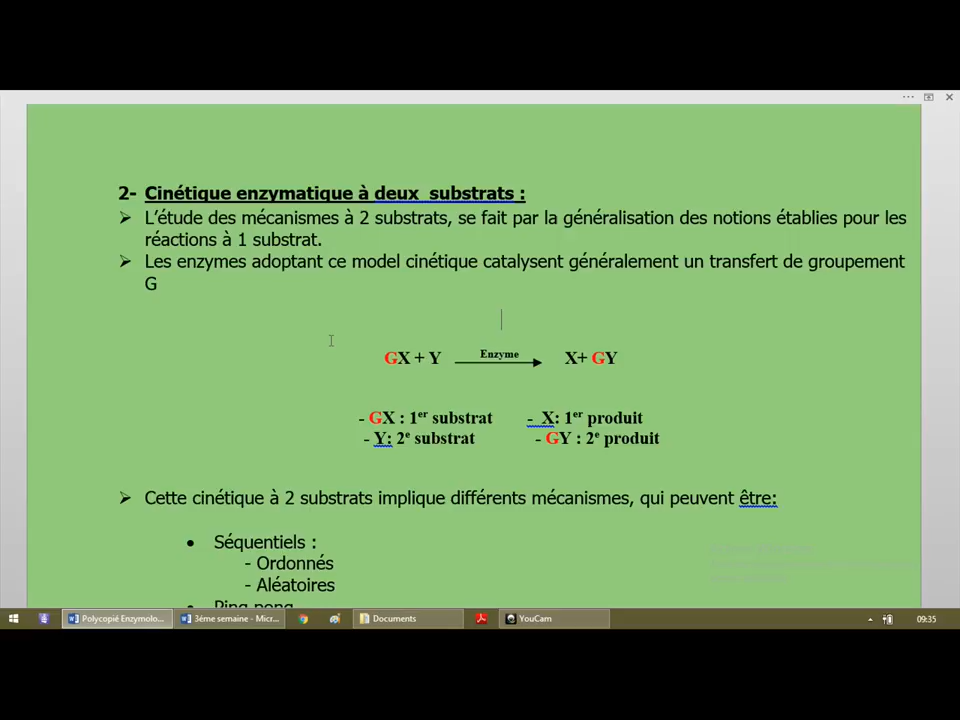 2- Cinétique enzymatique à deux substrats :
➢ L'étude des mécanismes à 2 substrats, se fait par la généralisation des notions établies pour les
réactions à 1 substrat.
➢ Les enzymes adoptant ce model cinétique catalysent généralement un transfert de groupement
G
GX + Y Enzyme X+ GY
- GX : 1er substrat - X: 1er produit
- Y: 2e substrat - GY : 2e produit
➢ Cette cinétique à 2 substrats implique différents mécanismes, qui peuvent être:
• Séquentiels :
- Ordonnés
- Aléatoires
• Ping pong
Polycopié Enzymolo... 3éme semaine - Micr... Documents YouCam 09:35